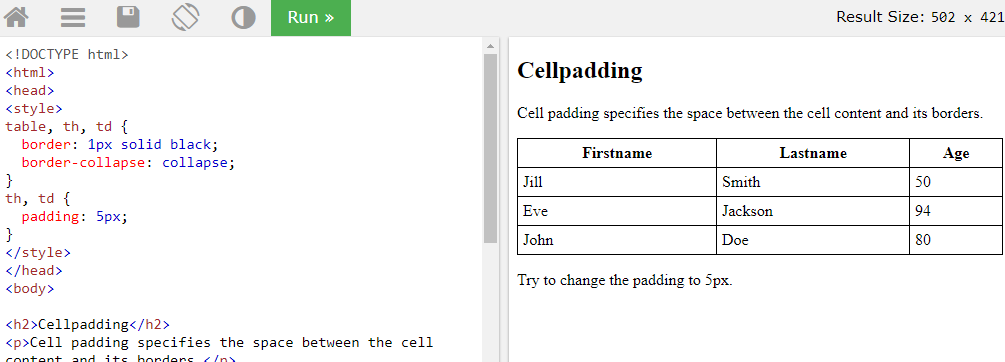 Run »
Result Size: 502 x 421
<!DOCTYPE html>
<html>
<head>
<style>
table, th, td {
  border: 1px solid black;
  border-collapse: collapse;
}
th, td {
  padding: 5px;
}
</style>
</head>
<body>
<h2>Cellpadding</h2>
<p>Cell padding specifies the space between the cell
content and its borders.</p>
Cellpadding
Cell padding specifies the space between the cell content and its borders.
Firstname Lastname Age
Jill Smith 50
Eve Jackson 94
John Doe 80
Try to change the padding to 5px.